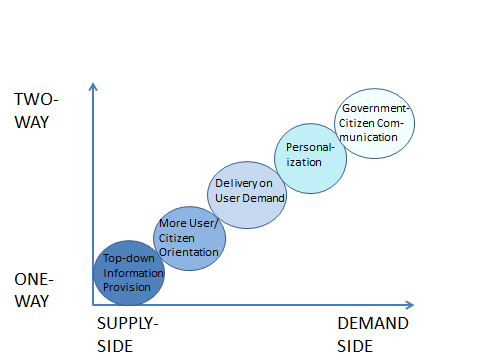 TWO-
WAY
Government-
Citizen Com-
munication
Personal-
ization
Delivery on
User Demand
More User/
Citizen
Orientation
Top-down
Information
Provision
ONE-
WAY
SUPPLY-
SIDE
DEMAND
SIDE